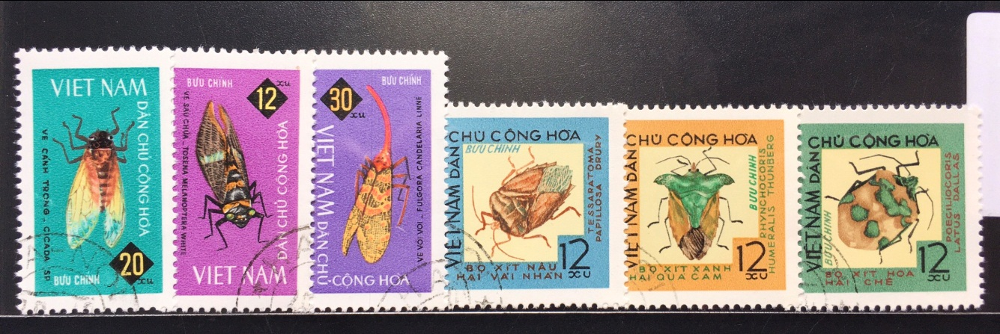 VIET NAM
DÂN CHỦ CỘNG HÒA
VE CÁNH TRONG - CICADA SP
20 xu
BƯU CHÍNH
BƯU CHÍNH
12 xu
VE SẦU CHÚA - TOSENA MELANOPTERA WHITE
DÂN CHỦ CỘNG HÒA
VIET NAM
30 xu
BƯU CHÍNH
VIET NAM DÂN CHỦ
-CỘNG HÒA
VE VÒI VOI - FULGORA CANDELARIA LINNE
VIỆT NAM DÂN CHỦ CỘNG HÒA
BƯU CHÍNH
TESSARATOMA
PAPILLOSA DRURY
12 xu
BỌ XÍT NÂU
HẠI VẢI NHÃN
VIỆT NAM DÂN CHỦ CỘNG HÒA
BƯU CHÍNH
RHYNCHOCORIS
HUMERALIS THUNBERG
12 xu
BỌ XÍT XANH
HẠI QUẢ CAM
VIỆT NAM DÂN CHỦ CỘNG HÒA
BƯU CHÍNH
POECILIOCORIS
LATUS DALLAS
12 xu
BỌ XÍT HOA
HẠI CHÈ